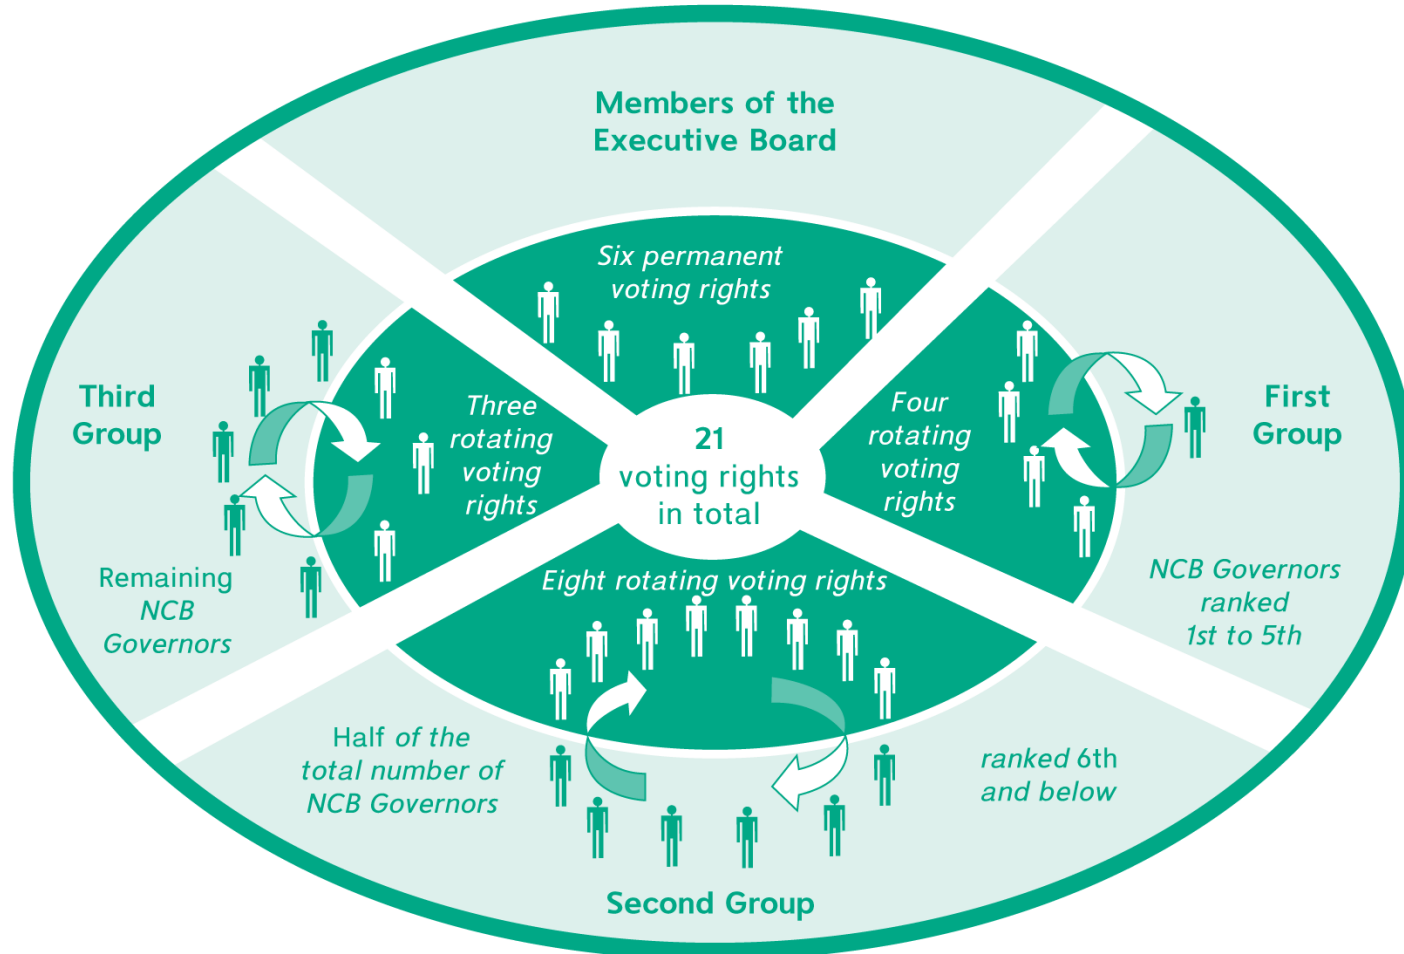 Members of the
Executive Board
Six permanent
voting rights
Third
Group
Three
rotating
voting
rights
Remaining
NCB
Governors
21
voting rights
in total
Four
rotating
voting
rights
First
Group
NCB Governors
ranked
1st to 5th
Eight rotating voting rights
Half of the
total number of
NCB Governors
ranked 6th
and below
Second Group